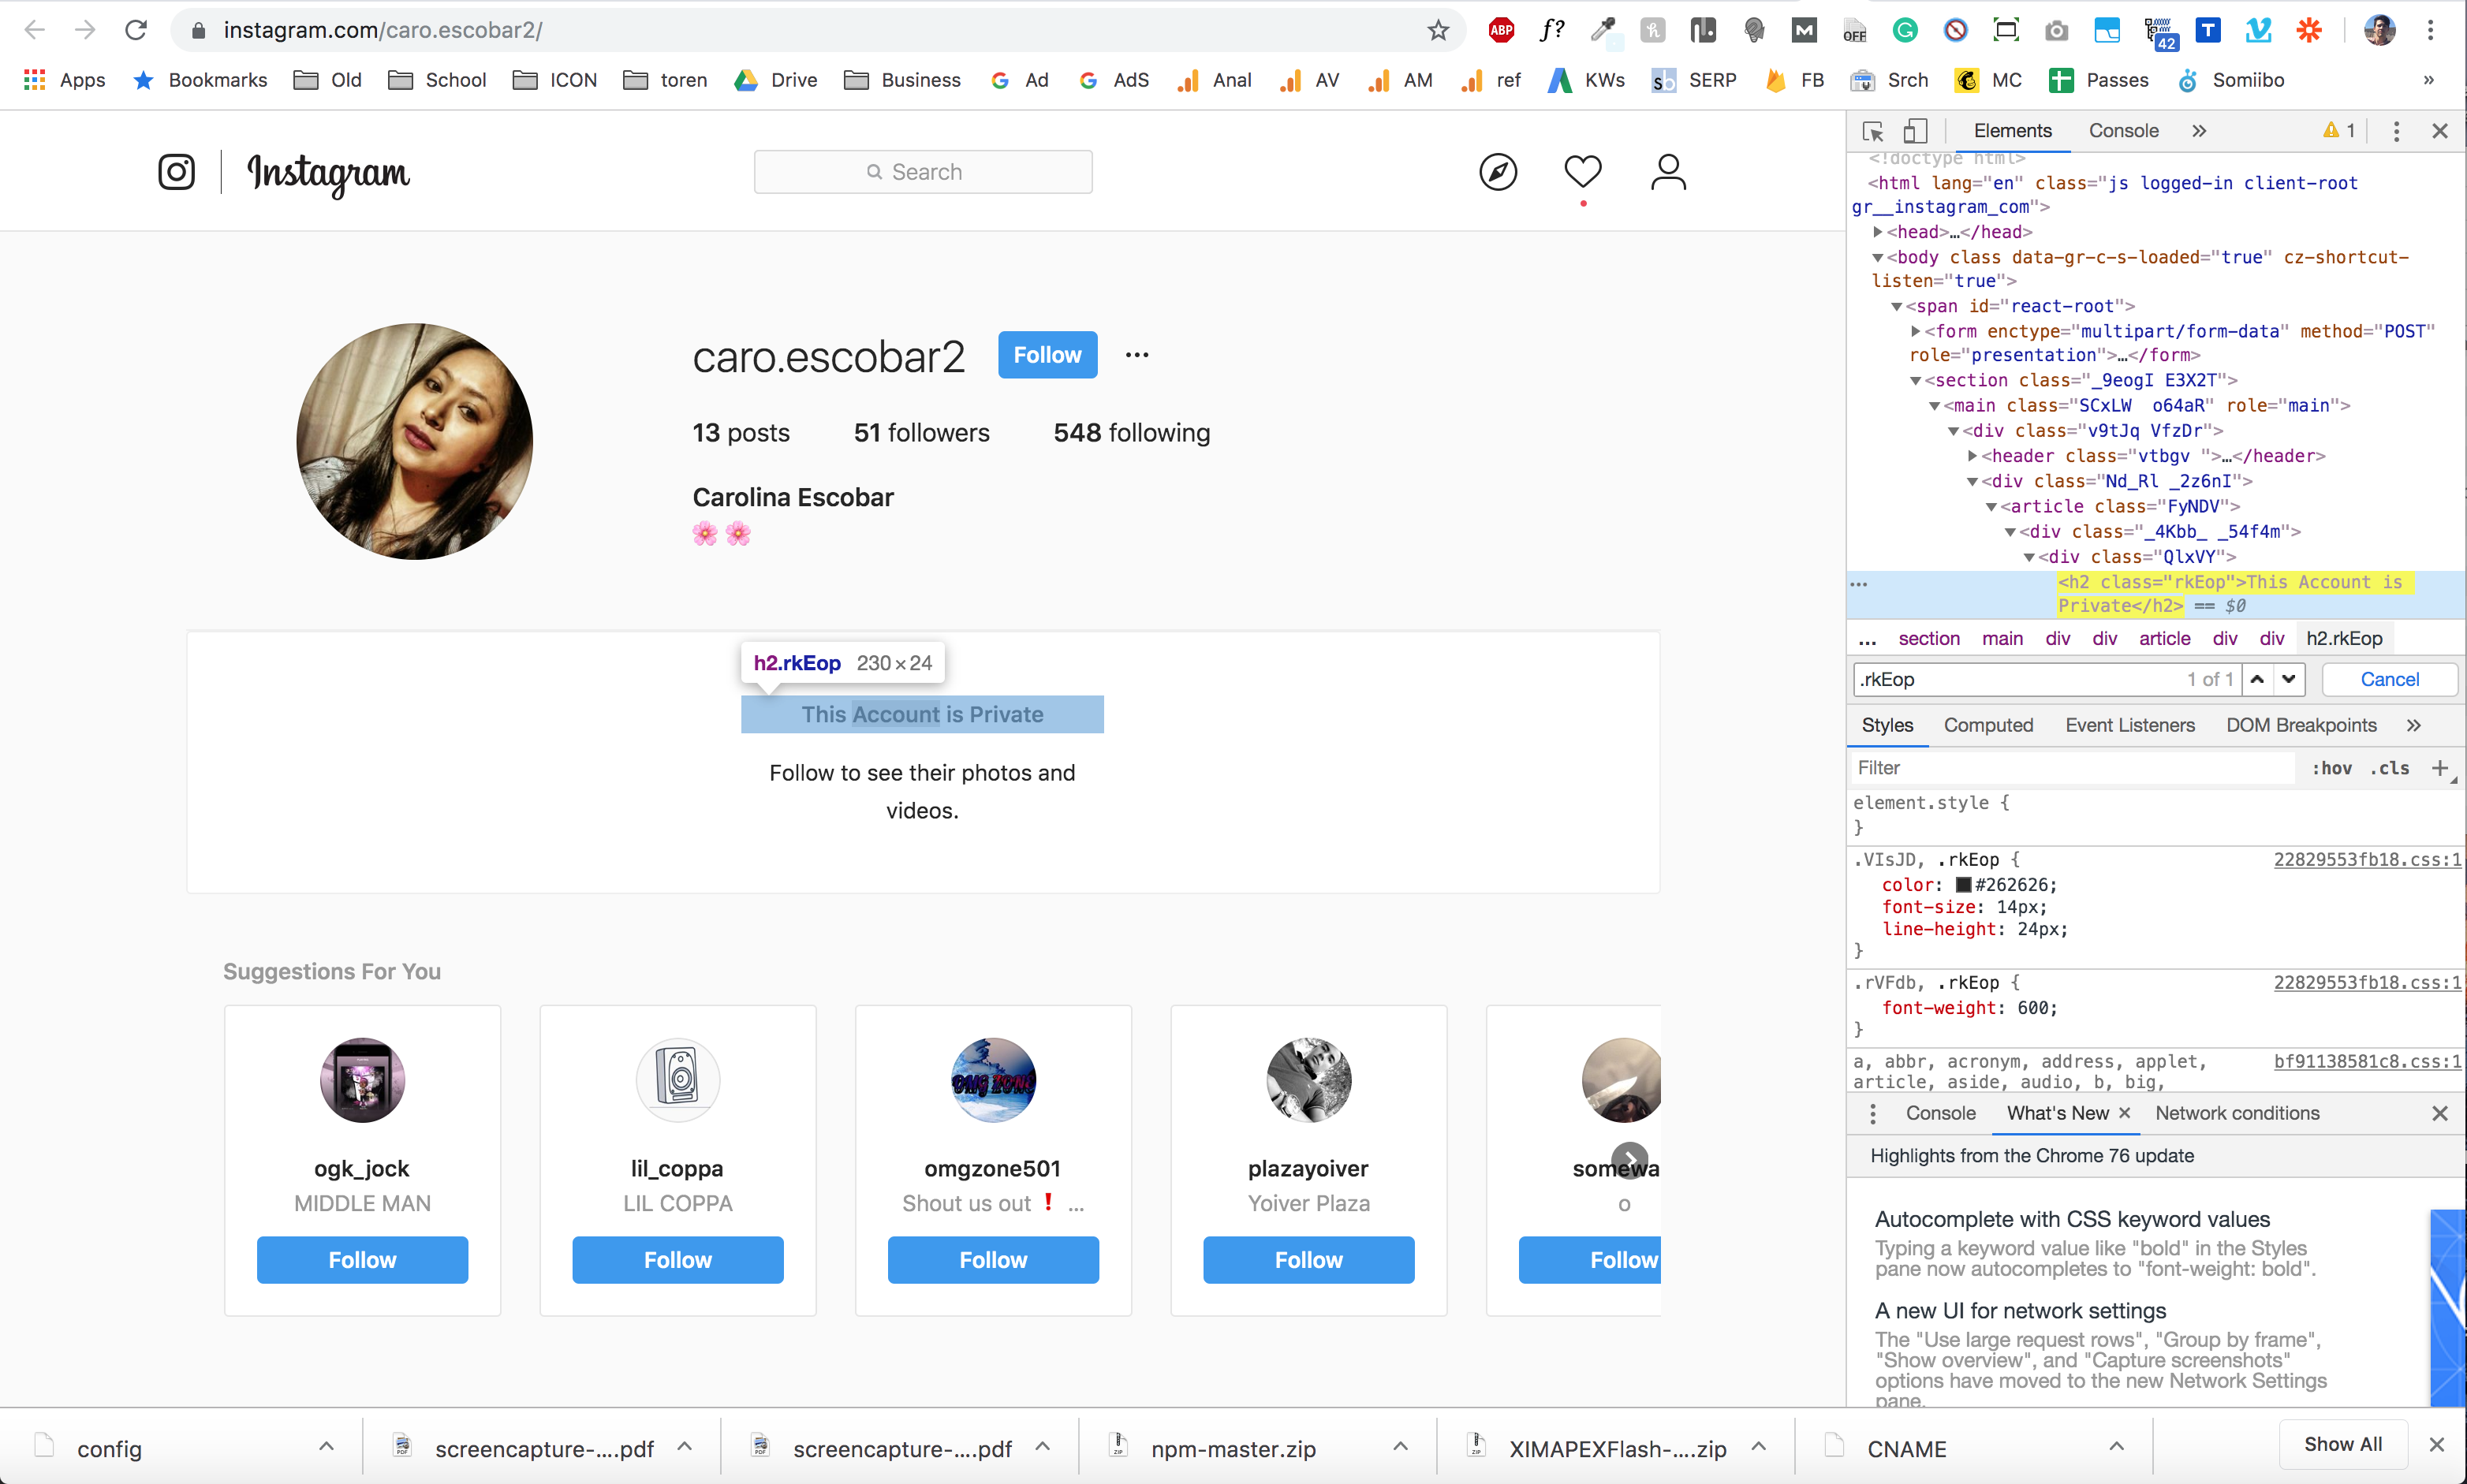 instagram.com/caro.escobar2/
ABP f? OFF 42 T
Apps Bookmarks Old School ICON toren Drive Business Ad AdS Anal AV AM ref KWs SERP FB Srch MC Passes Somiibo »
Instagram
Search
caro.escobar2 Follow ...
13 posts 51 followers 548 following
Carolina Escobar
h2.rkEop 230 × 24
This Account is Private
Follow to see their photos and
videos.
Suggestions For You
ogk_jock
MIDDLE MAN
Follow
lil_coppa
LIL COPPA
Follow
OMG ZONE
omgzone501
Shout us out ❗ ...
Follow
plazayoiver
Yoiver Plaza
Follow
somewa
o
Follow
Elements Console » 1
<!doctype html>
<html lang="en" class="js logged-in client-root
gr__instagram_com">
<head>…</head>
<body class data-gr-c-s-loaded="true" cz-shortcut-
listen="true">
<span id="react-root">
<form enctype="multipart/form-data" method="POST"
role="presentation">…</form>
<section class="_9eogI E3X2T">
<main class="SCxLW  o64aR" role="main">
<div class="v9tJq VfzDr">
<header class="vtbgv ">…</header>
<div class="Nd_Rl _2z6nI">
<article class="FyNDV">
<div class="_4Kbb_ _54f4m">
<div class="QlxVY">
... <h2 class="rkEop">This Account is
Private</h2> == $0
... section main div div article div div h2.rkEop
.rkEop 1 of 1 Cancel
Styles Computed Event Listeners DOM Breakpoints »
Filter :hov .cls +
element.style {
}
.VIsJD, .rkEop { 22829553fb18.css:1
color: #262626;
font-size: 14px;
line-height: 24px;
}
.rVFdb, .rkEop { 22829553fb18.css:1
font-weight: 600;
}
a, abbr, acronym, address, applet, bf91138581c8.css:1
article, aside, audio, b, big,
Console What's New × Network conditions
Highlights from the Chrome 76 update
Autocomplete with CSS keyword values
Typing a keyword value like "bold" in the Styles
pane now autocompletes to "font-weight: bold".
A new UI for network settings
The "Use large request rows", "Group by frame",
"Show overview", and "Capture screenshots"
options have moved to the new Network Settings
pane.
config screencapture-....pdf screencapture-....pdf npm-master.zip XIMAPEXFlash-....zip CNAME Show All